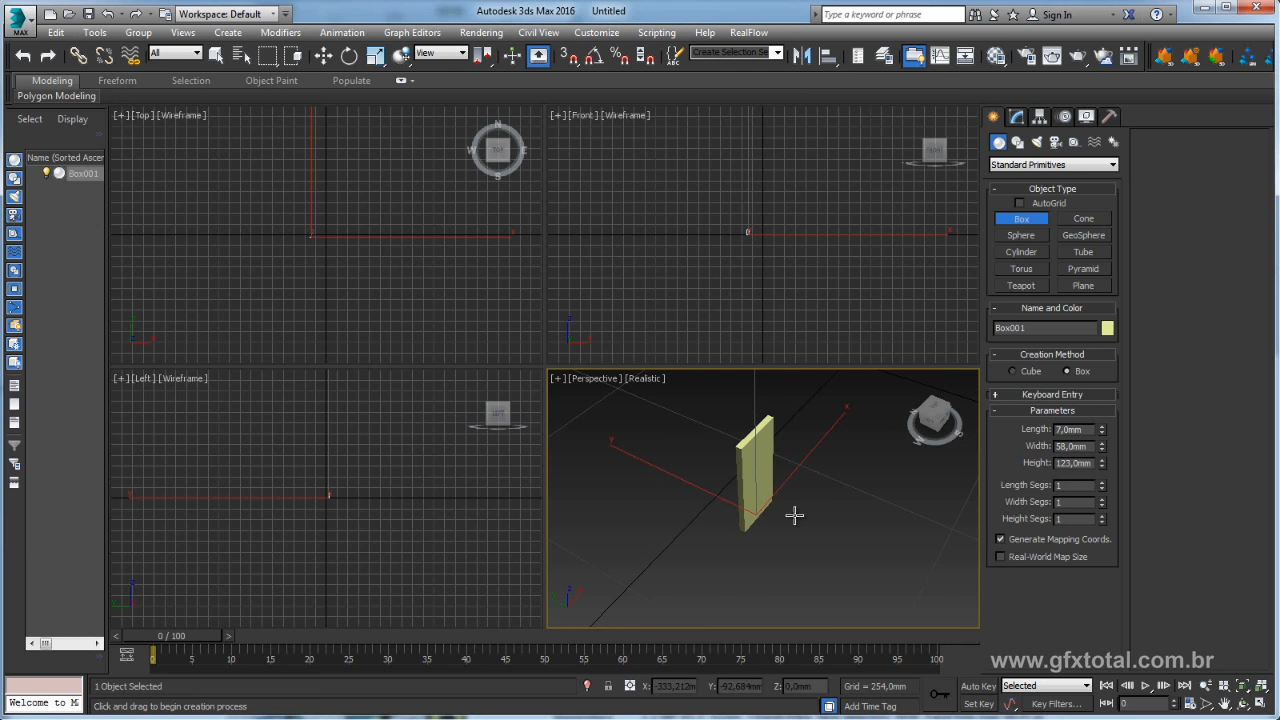 Autodesk 3ds Max 2016 Untitled
Workspace: Default
Type a keyword or phrase
Sign In
MAX
Edit Tools Group Views Create Modifiers Animation Graph Editors Rendering Civil View Customize Scripting Help RealFlow
All
View
Create Selection Se
Modeling Freeform Selection Object Paint Populate
Polygon Modeling
Select Display
Name (Sorted Ascer
Box001
[+] [Top] [Wireframe]
[+] [Front] [Wireframe]
[+] [Left] [Wireframe]
[+] [Perspective] [Realistic]
Standard Primitives
Object Type
AutoGrid
Box Cone
Sphere GeoSphere
Cylinder Tube
Torus Pyramid
Teapot Plane
Name and Color
Box001
Creation Method
Cube Box
Keyboard Entry
Parameters
Length: 7,0mm
Width: 58,0mm
Height: 123,0mm
Length Segs: 1
Width Segs: 1
Height Segs: 1
Generate Mapping Coords.
Real-World Map Size
0 / 100
0 5 10 15 20 25 30 35 40 45 50 55 60 65 70 75 80 85 90 95 100
www.gfxtotal.com.br
1 Object Selected
X: -333,212m Y: -92,684mm Z: 0,0mm Grid = 254,0mm
Auto Key Selected
Welcome to M
Click and drag to begin creation process
Add Time Tag
Set Key Key Filters...
0